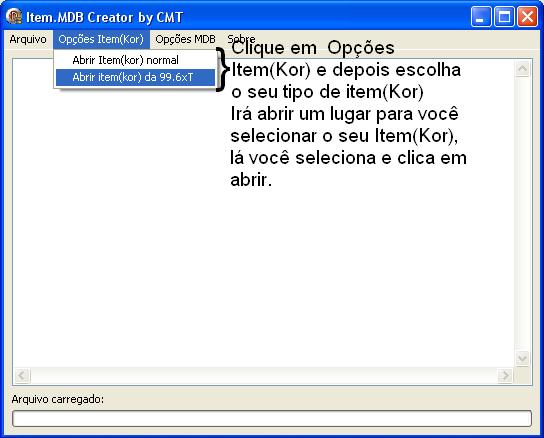 Item.MDB Creator by CMT
Arquivo Opções Item(Kor) Opções MDB Sobre
Abrir Item(kor) normal
Abrir item(kor) da 99.6xT
Clique em Opções
Item(Kor) e depois escolha
o seu tipo de item(Kor)
Irá abrir um lugar para você
selecionar o seu Item(Kor),
lá você seleciona e clica em
abrir.
Arquivo carregado: